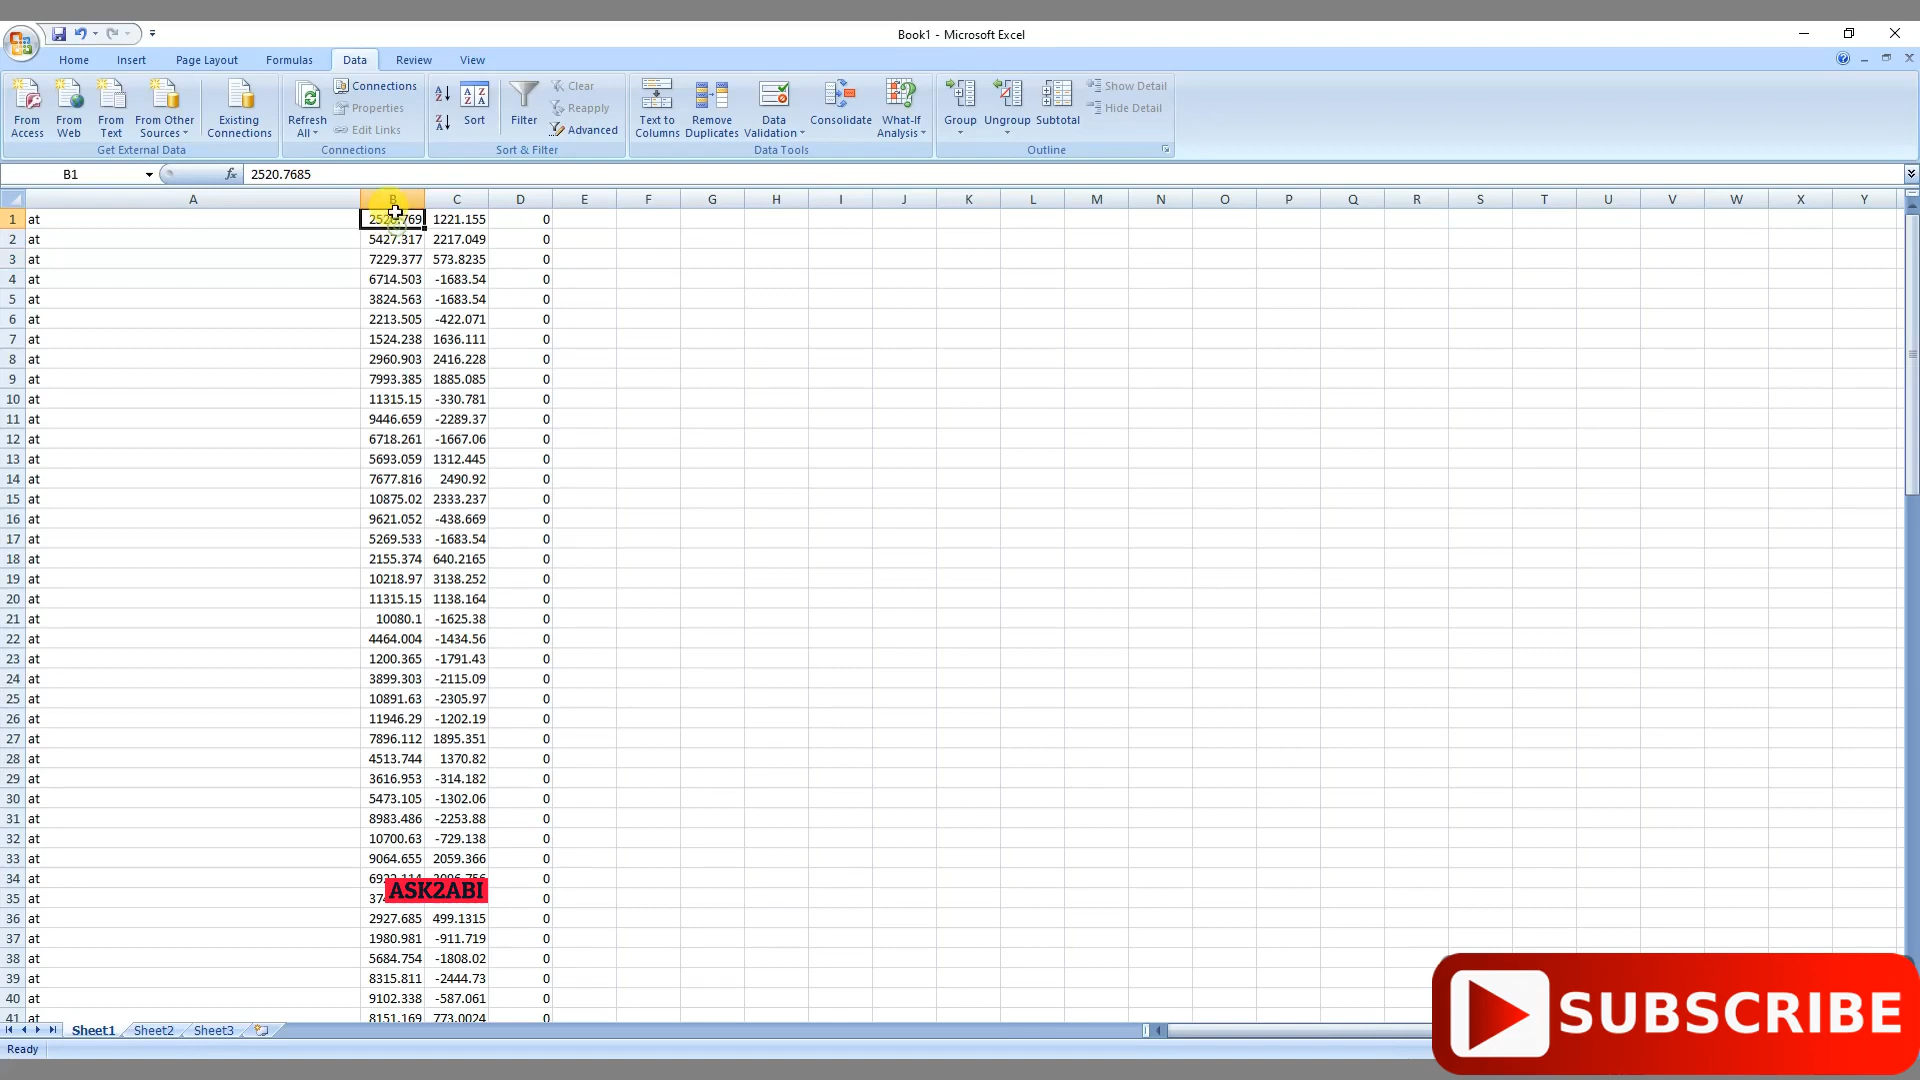 Book1 - Microsoft Excel
Home Insert Page Layout Formulas Data Review View
From Access From Web From Text From Other Sources Existing Connections Refresh All Connections Properties Edit Links Sort Filter Clear Reapply Advanced Text to Columns Remove Duplicates Data Validation Consolidate What-If Analysis Group Ungroup Subtotal Show Detail Hide Detail
Get External Data Connections Sort & Filter Data Tools Outline
B1 fx 2520.7685
A B C D E F G H I J K L M N O P Q R S T U V W X Y
1 at 1221.155 0
2 at 5427.317 2217.049 0
3 at 7229.377 573.8235 0
4 at 6714.503 -1683.54 0
5 at 3824.563 -1683.54 0
6 at 2213.505 -422.071 0
7 at 1524.238 1636.111 0
8 at 2960.903 2416.228 0
9 at 7993.385 1885.085 0
10 at 11315.15 -330.781 0
11 at 9446.659 -2289.37 0
12 at 6718.261 -1667.06 0
13 at 5693.059 1312.445 0
14 at 7677.816 2490.92 0
15 at 10875.02 2333.237 0
16 at 9621.052 -438.669 0
17 at 5269.533 -1683.54 0
18 at 2155.374 640.2165 0
19 at 10218.97 3138.252 0
20 at 11315.15 1138.164 0
21 at 10080.1 -1625.38 0
22 at 4464.004 -1434.56 0
23 at 1200.365 -1791.43 0
24 at 3899.303 -2115.09 0
25 at 10891.63 -2305.97 0
26 at 11946.29 -1202.19 0
27 at 7896.112 1895.351 0
28 at 4513.744 1370.82 0
29 at 3616.953 -314.182 0
30 at 5473.105 -1302.06 0
31 at 8983.486 -2253.88 0
32 at 10700.63 -729.138 0
33 at 9064.655 2059.366 0
34 at 0
35 at 0
ASK2ABI
36 at 2927.685 499.1315 0
37 at 1980.981 -911.719 0
38 at 5684.754 -1808.02 0
39 at 8315.811 -2444.73 0
40 at 9102.338 -587.061 0
41 at 8151.169 773.0024 0
Sheet1 Sheet2 Sheet3
Ready
SUBSCRIBE